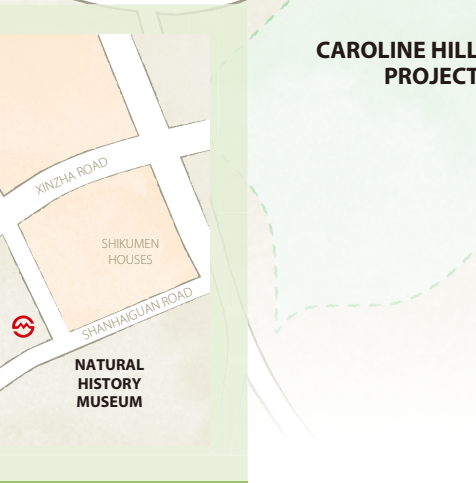 CAROLINE HILL
PROJECT
XINZHA ROAD
SHIKUMEN
HOUSES
SHANHAIGUAN ROAD
NATURAL
HISTORY
MUSEUM